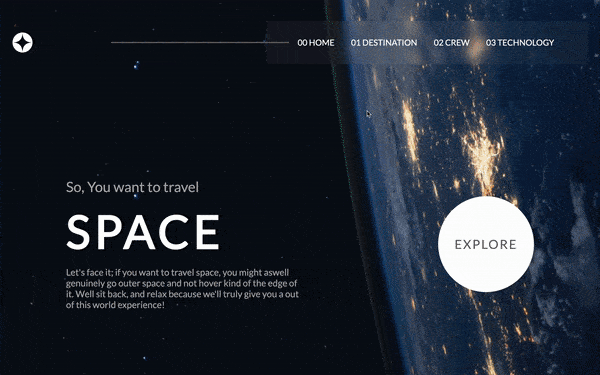 00 HOME 01 DESTINATION 02 CREW 03 TECHNOLOGY
So, You want to travel
SPACE
EXPLORE
Let's face it; if you want to travel space, you might aswell
genuinely go outer space and not hover kind of the edge of
it. Well sit back, and relax because we'll truly give you a out
of this world experience!